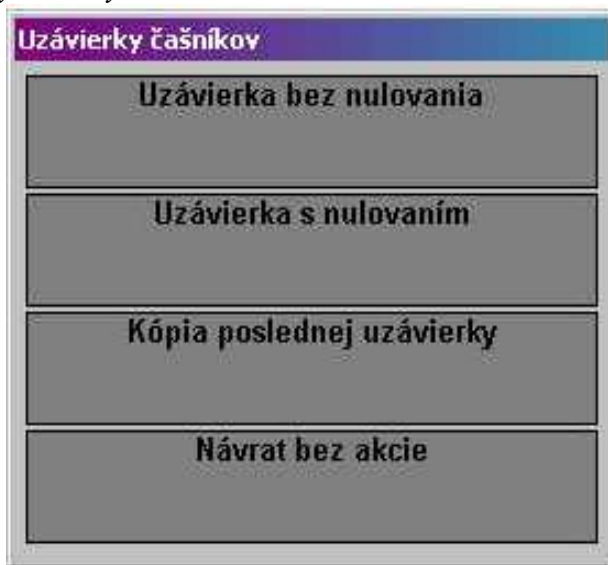 Uzávierky čašníkov
Uzávierka bez nulovania
Uzávierka s nulovaním
Kópia poslednej uzávierky
Návrat bez akcie